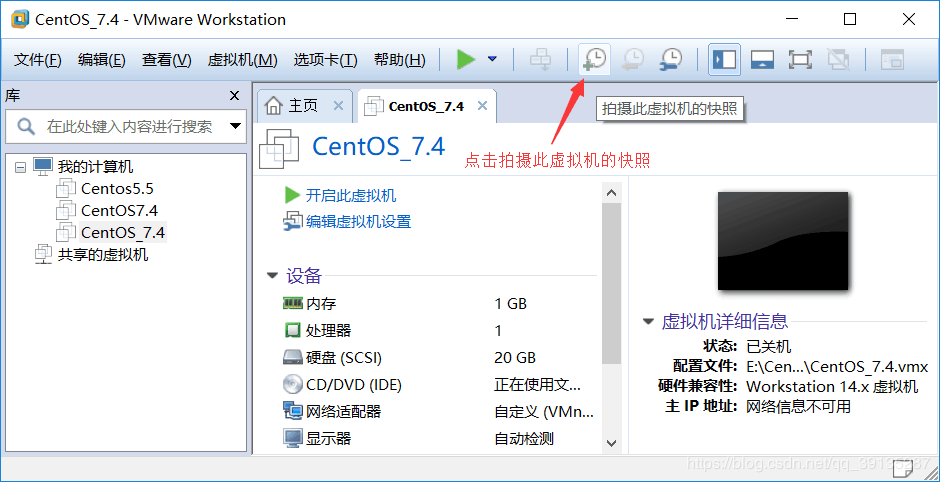 CentOS_7.4 - VMware Workstation
文件(F) 编辑(E) 查看(V) 虚拟机(M) 选项卡(T) 帮助(H)
库
在此处键入内容进行搜索
我的计算机
Centos5.5
CentOS7.4
CentOS_7.4
共享的虚拟机
主页
CentOS_7.4
拍摄此虚拟机的快照
CentOS_7.4
点击拍摄此虚拟机的快照
开启此虚拟机
编辑虚拟机设置
设备
内存 1 GB
处理器 1
硬盘 (SCSI) 20 GB
CD/DVD (IDE) 正在使用文...
网络适配器 自定义 (VMn...
显示器 自动检测
虚拟机详细信息
状态: 已关机
配置文件: E:\Cen...\CentOS_7.4.vmx
硬件兼容性: Workstation 14.x 虚拟机
主 IP 地址: 网络信息不可用